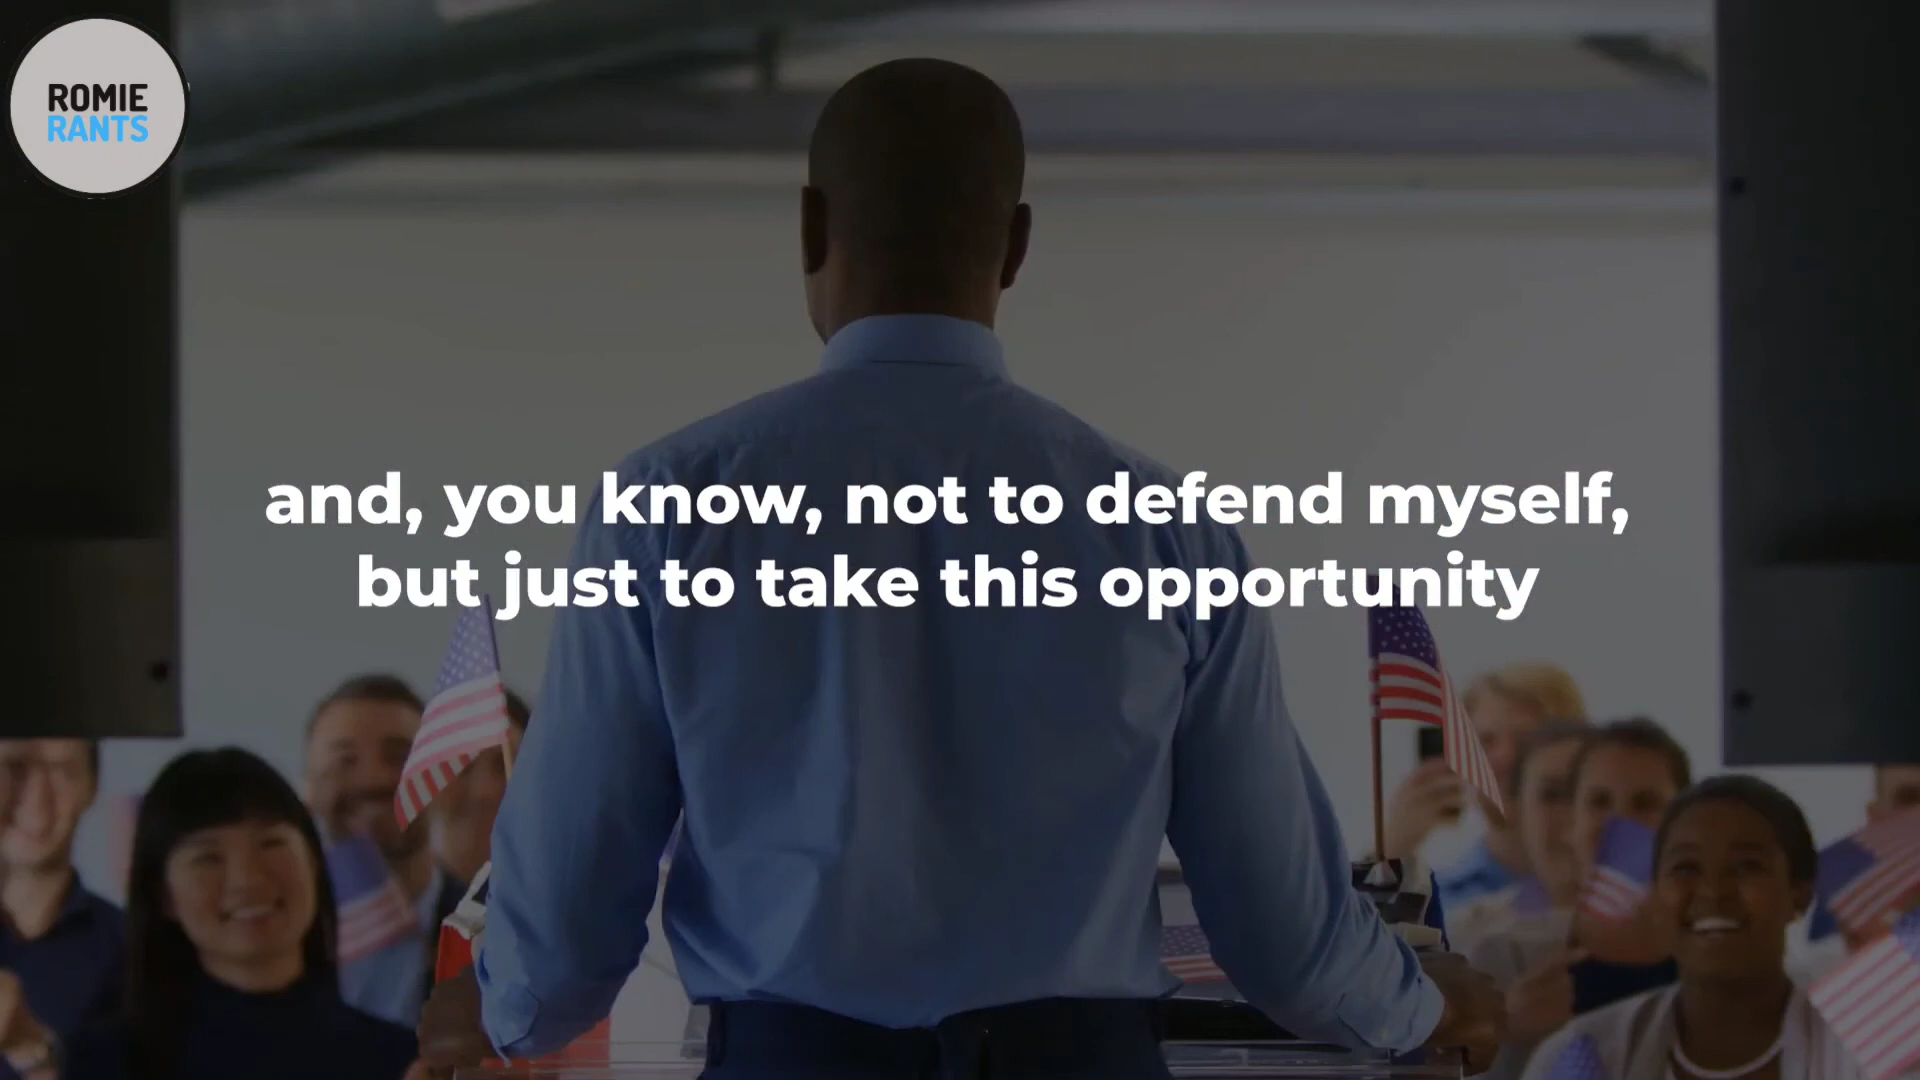 ROMIE
RANTS
and, you know, not to defend myself,
but just to take this opportunity